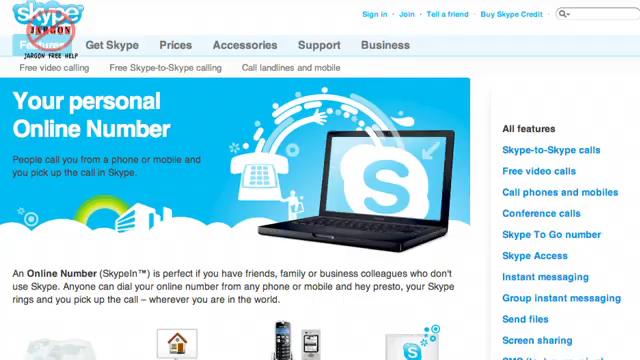 skype™
JARGON
JARGON FREE HELP
Sign in · Join · Tell a friend · Buy Skype Credit
Features Get Skype Prices Accessories Support Business
Free video calling Free Skype-to-Skype calling Call landlines and mobile
Your personal
Online Number
People call you from a phone or mobile and
you pick up the call in Skype.
S
An Online Number (SkypeIn™) is perfect if you have friends, family or business colleagues who don't
use Skype. Anyone can dial your online number from any phone or mobile and hey presto, your Skype
rings and you pick up the call – wherever you are in the world.
S
All features
Skype-to-Skype calls
Free video calls
Call phones and mobiles
Conference calls
Skype To Go number
Skype Access
Instant messaging
Group instant messaging
Send files
Screen sharing